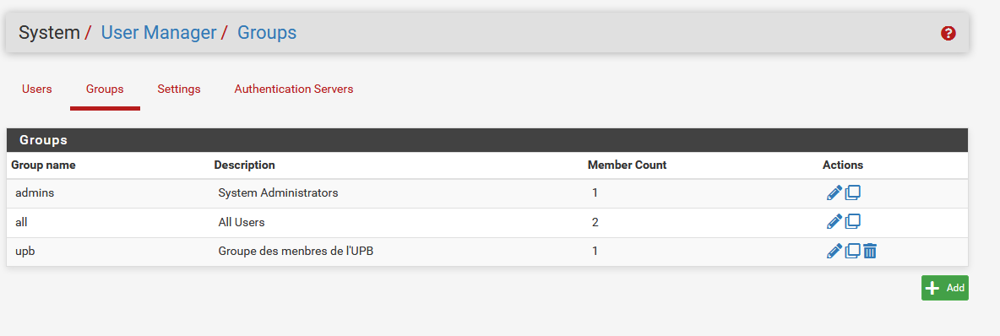 System / User Manager / Groups
Users Groups Settings Authentication Servers
Groups
Group name Description Member Count Actions
admins System Administrators 1
all All Users 2
upb Groupe des menbres de l'UPB 1
Add